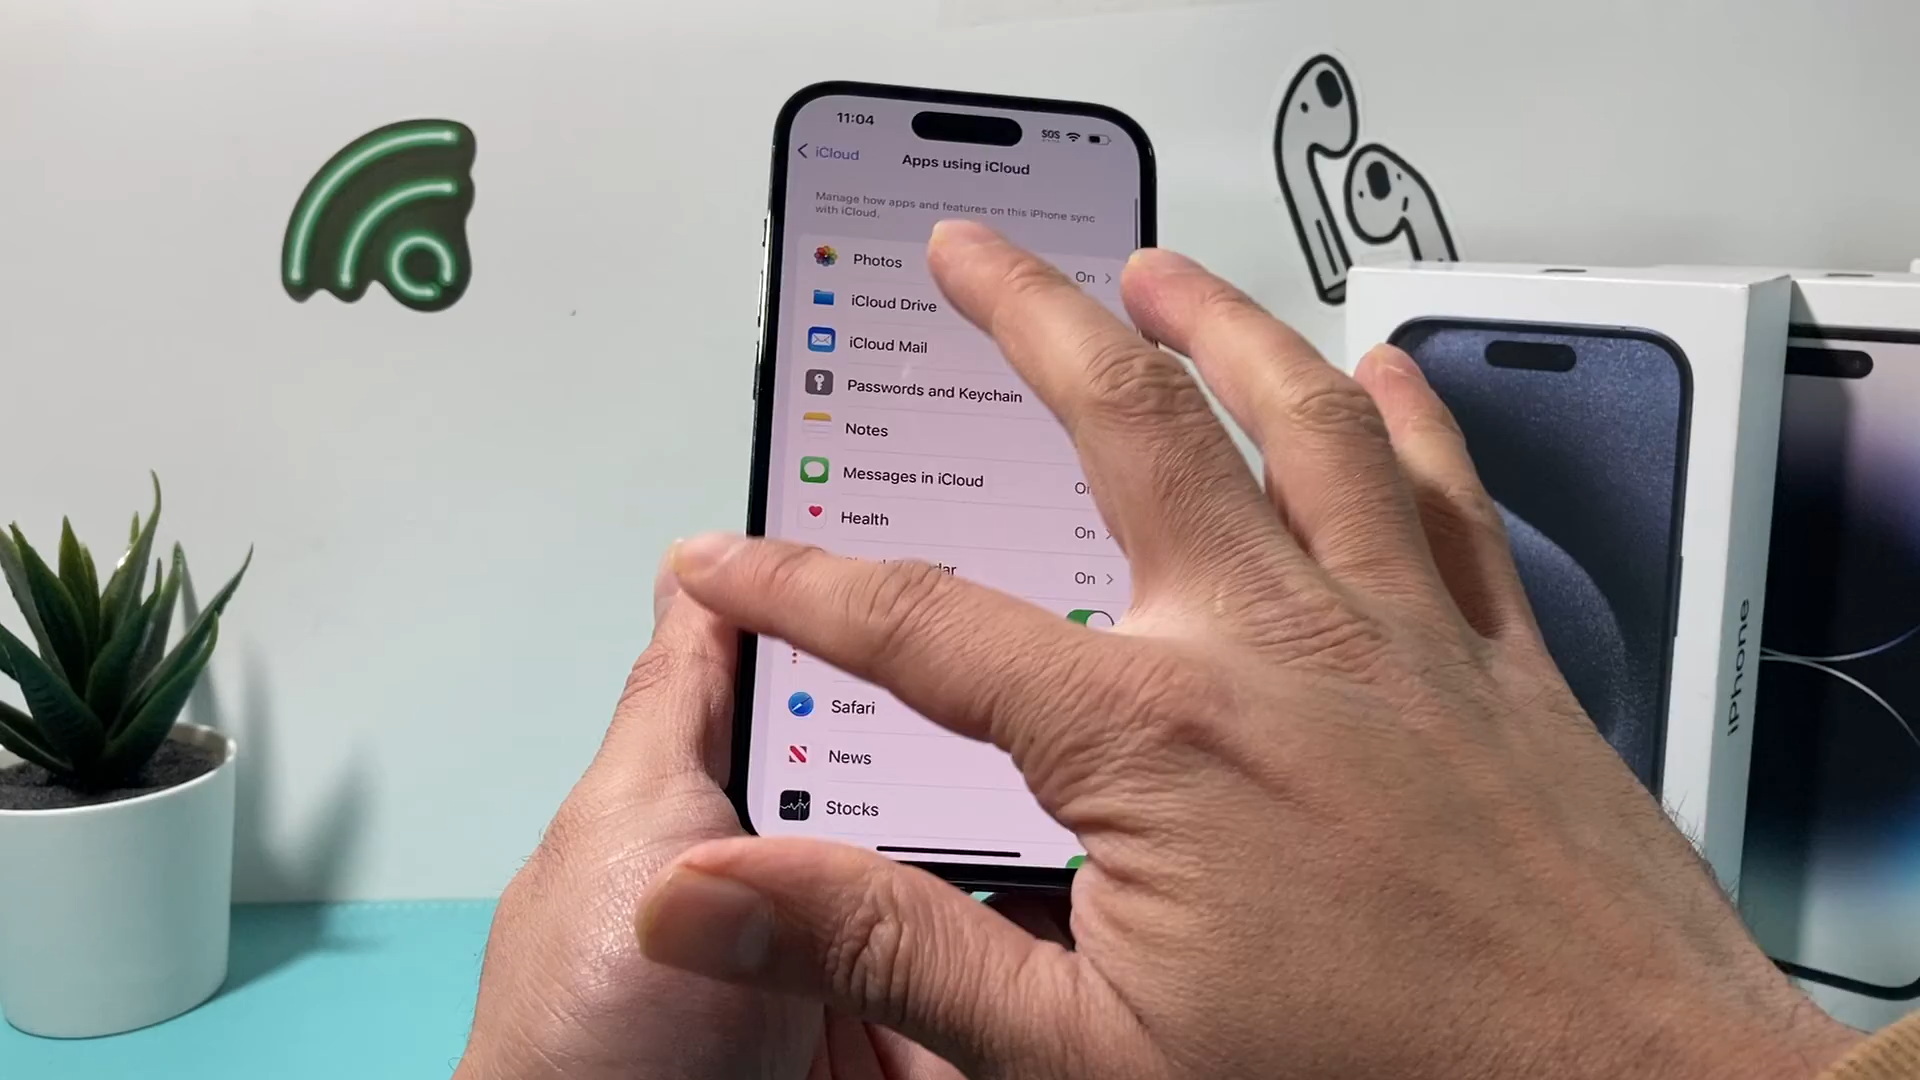 11:04
SOS
iCloud
Apps using iCloud
Manage how apps and features on this iPhone sync
with iCloud.
Photos
On
iCloud Drive
iCloud Mail
Passwords and Keychain
Notes
Messages in iCloud
Health
On
On
Safari
News
Stocks
iPhone